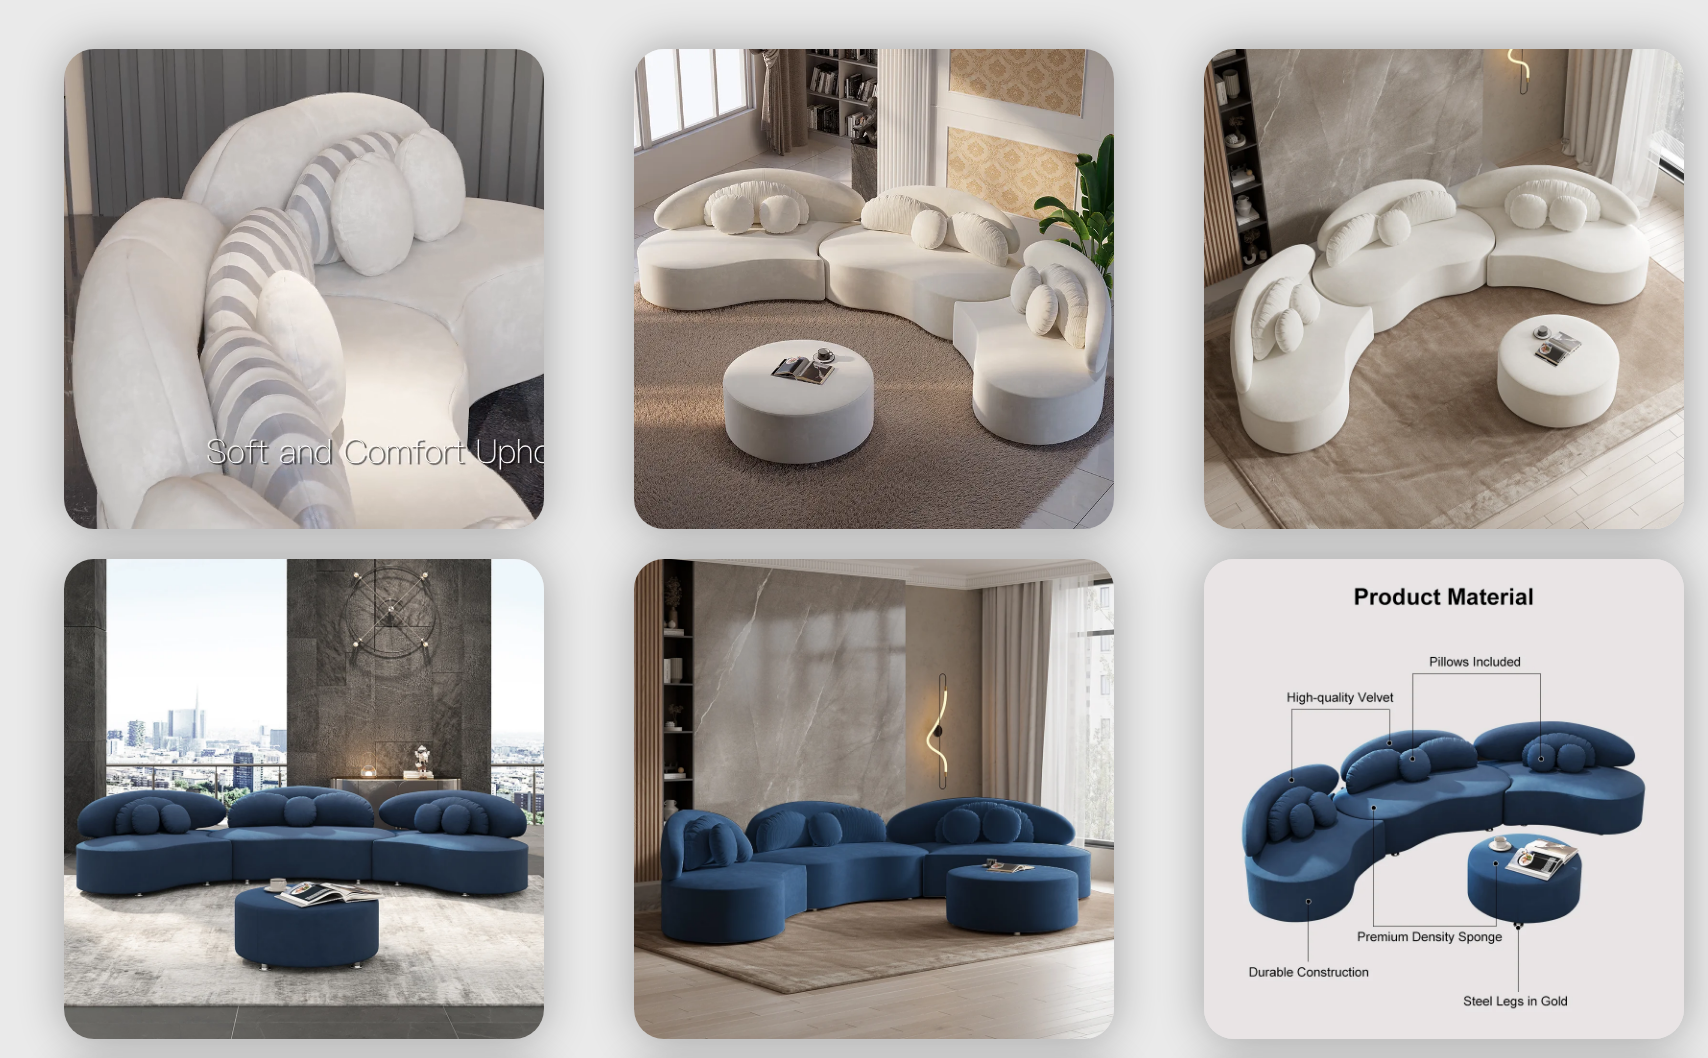 Soft and Comfort Upho
Product Material
Pillows Included
High-quality Velvet
Premium Density Sponge
Durable Construction
Steel Legs in Gold